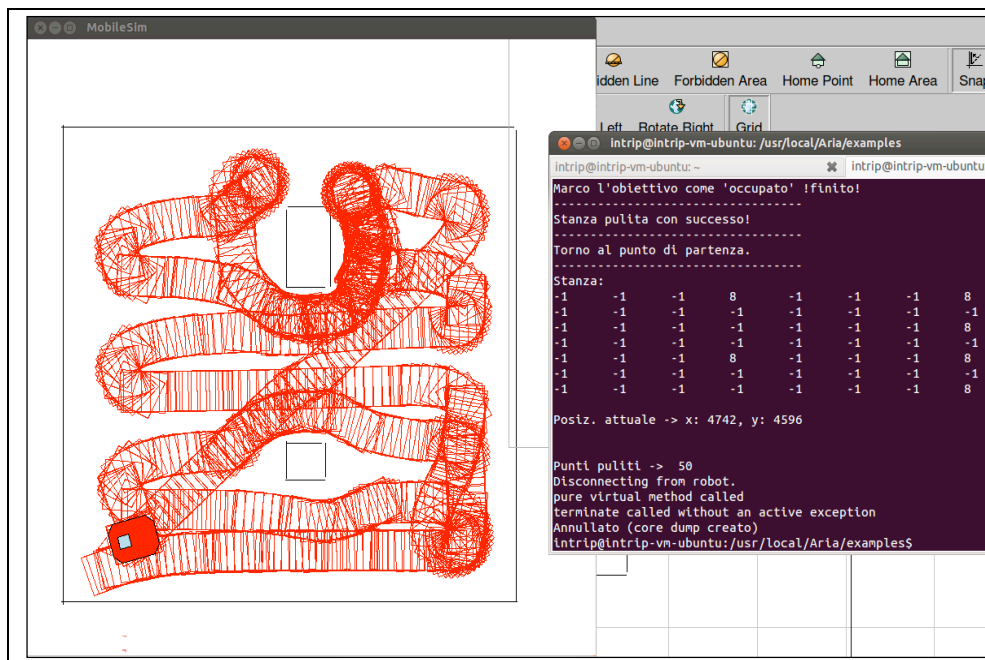 MobileSim
idden Line Forbidden Area Home Point Home Area Snap
Left Rotate Right Grid
intrip@intrip-vm-ubuntu: /usr/local/Aria/examples
intrip@intrip-vm-ubuntu: ~ intrip@intrip-vm-ubuntu
Marco l'obiettivo come 'occupato' !finito!
----------------------------------
Stanza pulita con successo!
----------------------------------
Torno al punto di partenza.
----------------------------------
Stanza:
-1 -1 -1 8 -1 -1 -1 8
-1 -1 -1 -1 -1 -1 -1 -1
-1 -1 -1 8 -1 -1 -1 8
-1 -1 -1 -1 -1 -1 -1 -1
-1 -1 -1 8 -1 -1 -1 8
-1 -1 -1 -1 -1 -1 -1 -1
-1 -1 -1 -1 -1 -1 -1 8
Posiz. attuale -> x: 4742, y: 4596
Punti puliti -> 50
Disconnecting from robot.
pure virtual method called
terminate called without an active exception
Annullato (core dump creato)
intrip@intrip-vm-ubuntu:/usr/local/Aria/examples$